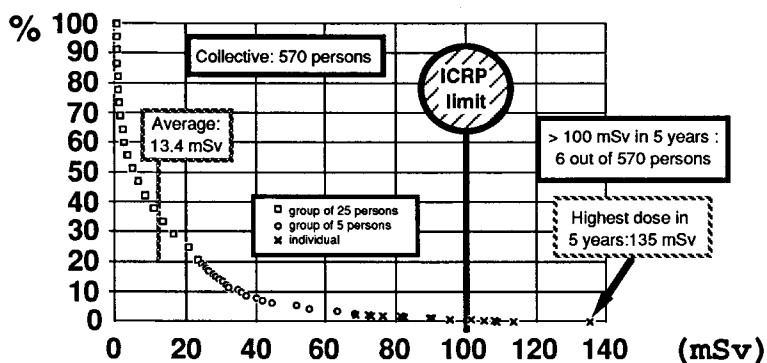 %
100
90
80
70
60
50
40
30
20
10
0
Collective: 570 persons
Average:
13.4 mSv
ICRP
limit
> 100 mSv in 5 years :
6 out of 570 persons
group of 25 persons
group of 5 persons
individual
Highest dose in
5 years:135 mSv
0 20 40 60 80 100 120 140 (mSv)